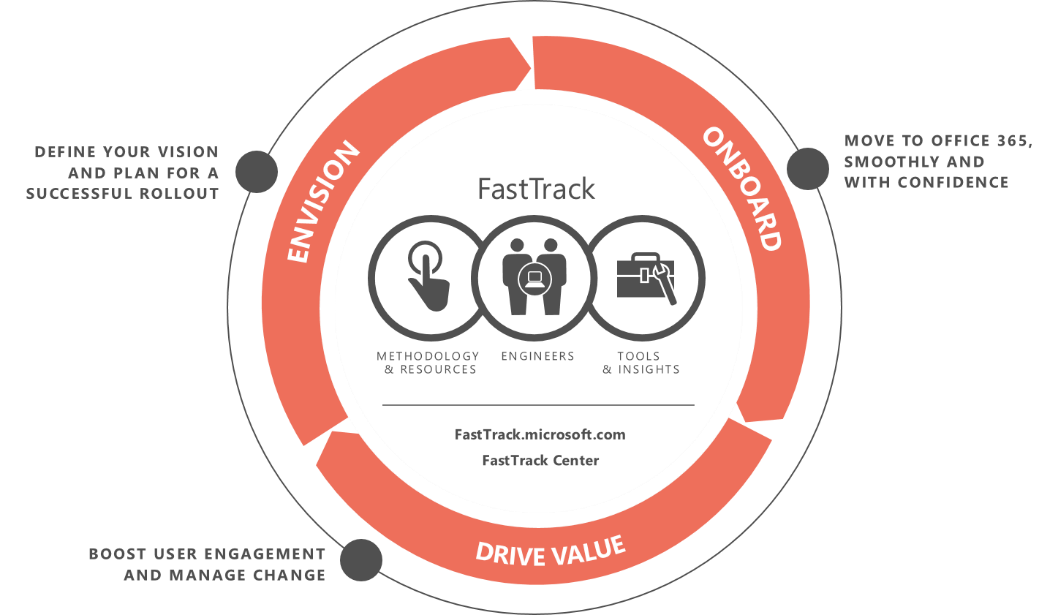 DEFINE YOUR VISION
AND PLAN FOR A
SUCCESSFUL ROLLOUT
ENVISION
ONBOARD
MOVE TO OFFICE 365,
SMOOTHLY AND
WITH CONFIDENCE
FastTrack
METHODOLOGY
& RESOURCES
ENGINEERS
TOOLS
& INSIGHTS
FastTrack.microsoft.com
FastTrack Center
DRIVE VALUE
BOOST USER ENGAGEMENT
AND MANAGE CHANGE